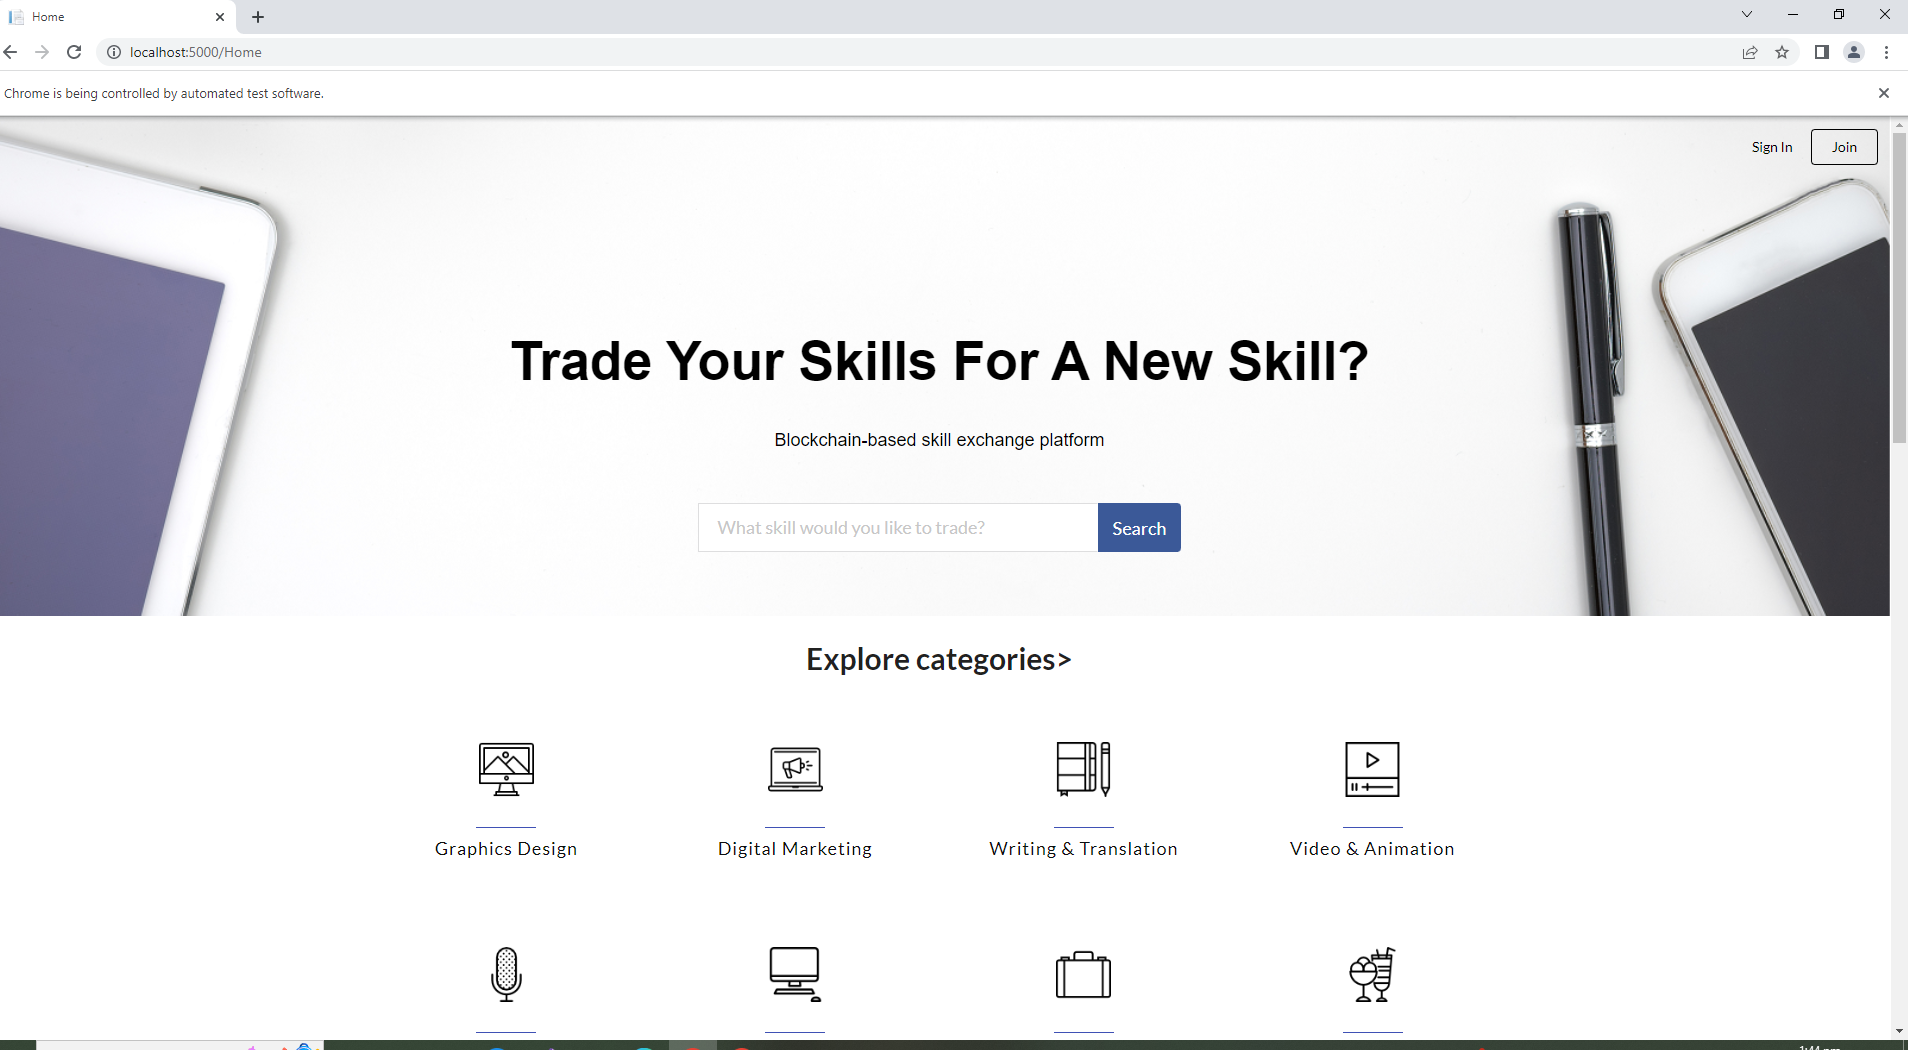 Home
localhost:5000/Home
Chrome is being controlled by automated test software.
Sign In
Join
Trade Your Skills For A New Skill?
Blockchain-based skill exchange platform
What skill would you like to trade?
Search
Explore categories>
Graphics Design
Digital Marketing
Writing & Translation
Video & Animation